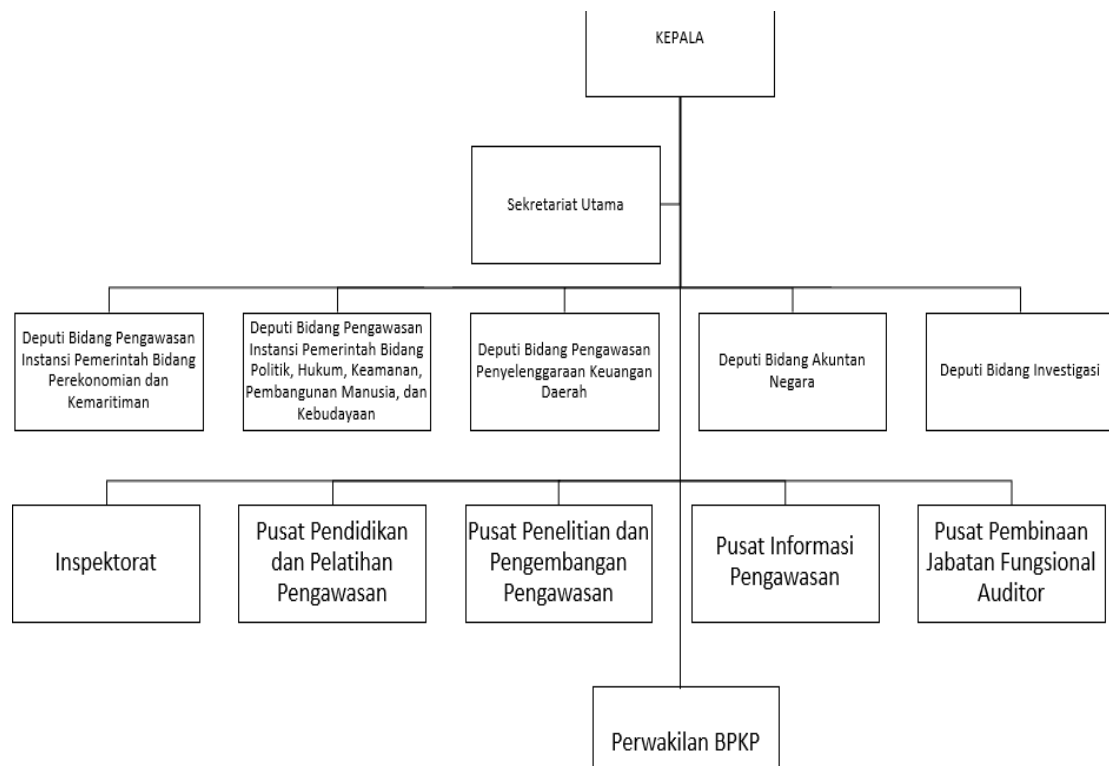 KEPALA
Sekretariat Utama
Deputi Bidang Pengawasan
Instansi Pemerintah Bidang
Perekonomian dan
Kemaritiman
Deputi Bidang Pengawasan
Instansi Pemerintah Bidang
Politik, Hukum, Keamanan,
Pembangunan Manusia, dan
Kebudayaan
Deputi Bidang Pengawasan
Penyelenggaraan Keuangan
Daerah
Deputi Bidang Akuntan
Negara
Deputi Bidang Investigasi
Inspektorat
Pusat Pendidikan
dan Pelatihan
Pengawasan
Pusat Penelitian dan
Pengembangan
Pengawasan
Pusat Informasi
Pengawasan
Pusat Pembinaan
Jabatan Fungsional
Auditor
Perwakilan BPKP